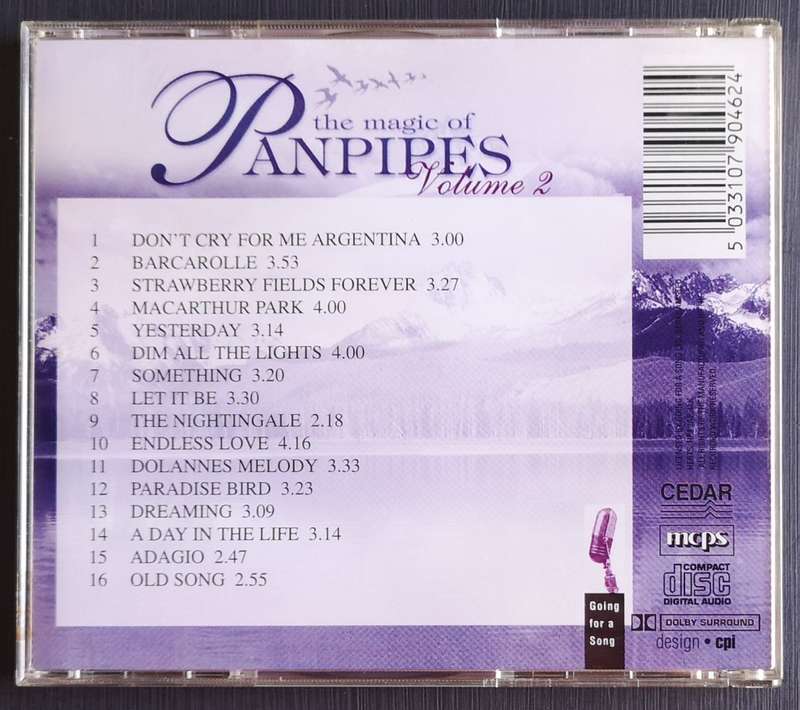 the magic of
PANPIPES
Volume 2
1 DON'T CRY FOR ME ARGENTINA 3.00
2 BARCAROLLE 3.53
3 STRAWBERRY FIELDS FOREVER 3.27
4 MACARTHUR PARK 4.00
5 YESTERDAY 3.14
6 DIM ALL THE LIGHTS 4.00
7 SOMETHING 3.20
8 LET IT BE 3.30
9 THE NIGHTINGALE 2.18
10 ENDLESS LOVE 4.16
11 DOLANNES MELODY 3.33
12 PARADISE BIRD 3.23
13 DREAMING 3.09
14 A DAY IN THE LIFE 3.14
15 ADAGIO 2.47
16 OLD SONG 2.55
5 033107 904624
CEDAR
mcps
COMPACT
disc
DIGITAL AUDIO
DOLBY SURROUND
design • cpi
Going
for a
Song